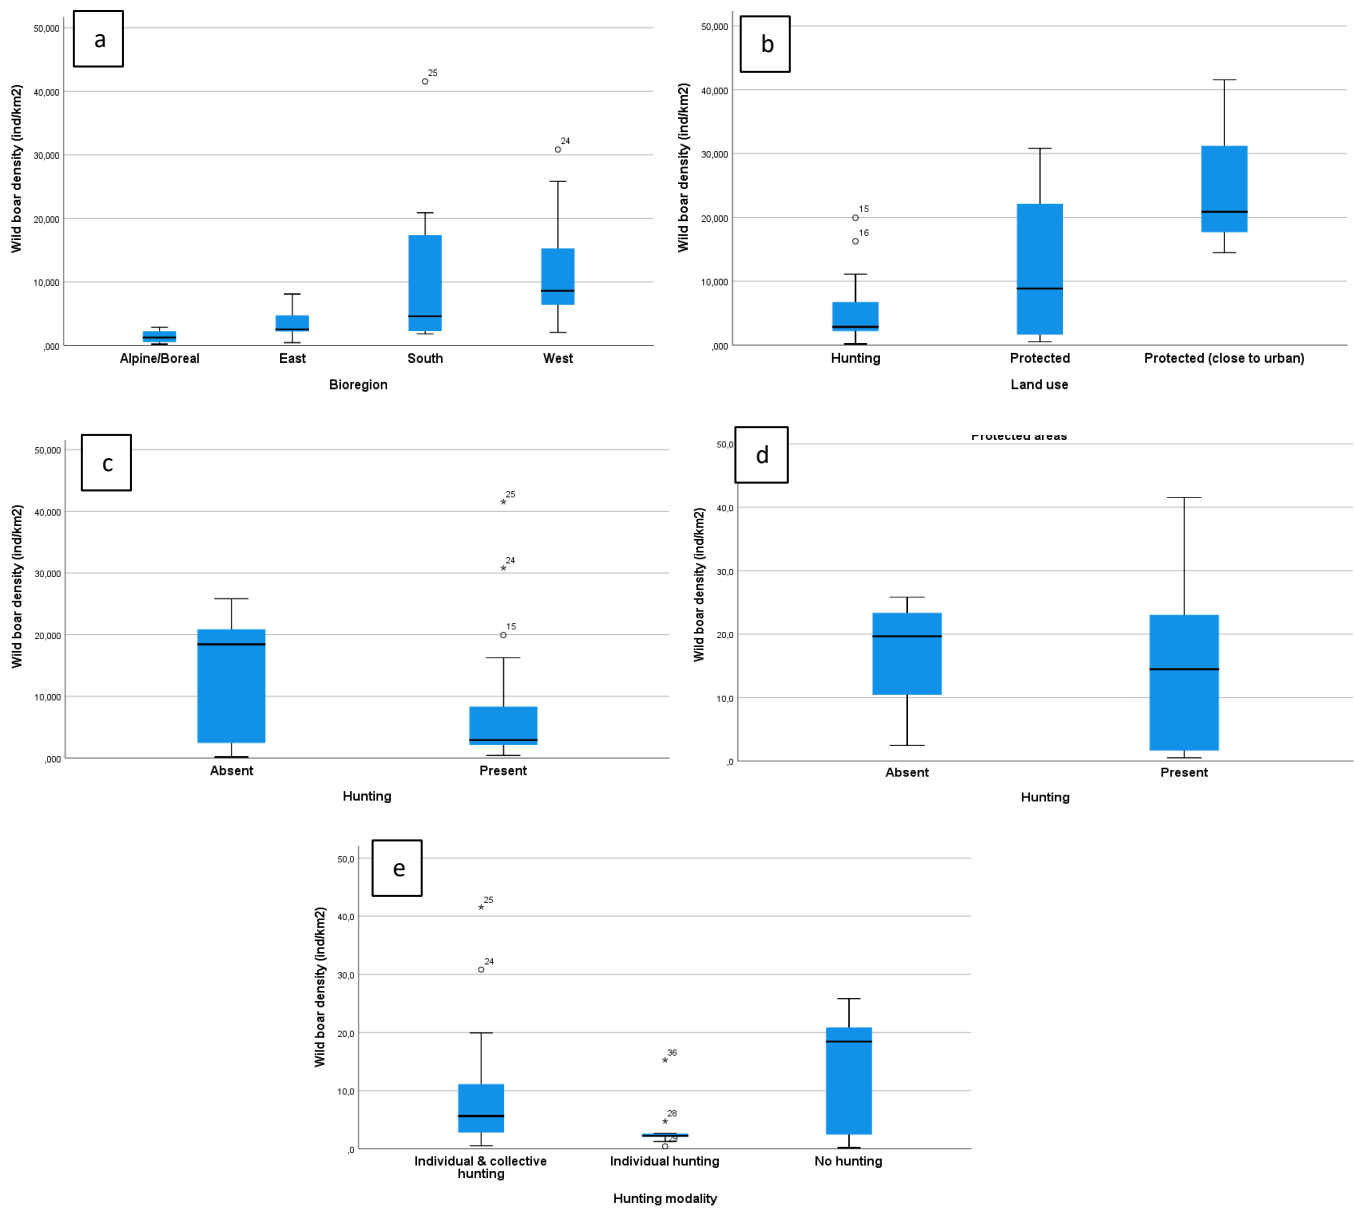 a
50,000
40,000
30,000
20,000
10,000
,000
Wild boar density (ind/km2)
25
24
Alpine/Boreal
East
South
West
Bioregion
b
50,000
40,000
30,000
20,000
10,000
,000
Wild boar density (ind/km2)
15
16
Hunting
Protected
Protected (close to urban)
Land use
c
50,000
40,000
30,000
20,000
10,000
,000
Wild boar density (ind/km2)
25
24
15
Absent
Present
Hunting
d
Protected areas
50,0
40,0
30,0
20,0
10,0
,0
Wild boar density (ind/km2)
Absent
Present
Hunting
e
50,0
40,0
30,0
20,0
10,0
,0
Wild boar density (ind/km2)
25
24
36
28
29
Individual & collective
hunting
Individual hunting
No hunting
Hunting modality